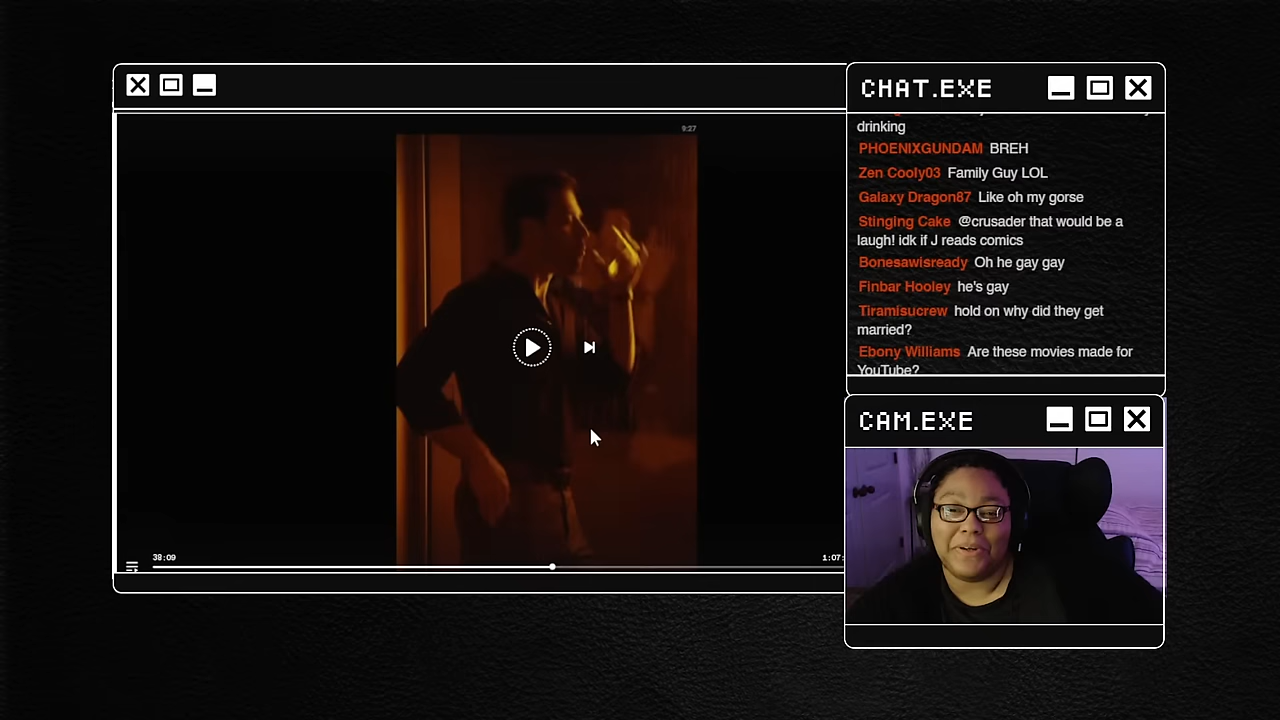 CHAT.EXE
drinking
PHOENIXGUNDAM BREH
Zen Cooly03 Family Guy LOL
Galaxy Dragon87 Like oh my gorse
Stinging Cake @crusader that would be a
laugh! idk if J reads comics
Bonesawisready Oh he gay gay
Finbar Hooley he's gay
Tiramisucrew hold on why did they get
married?
Ebony Williams Are these movies made for
YouTube?
9:27
38:09
1:07:
CAM.EXE